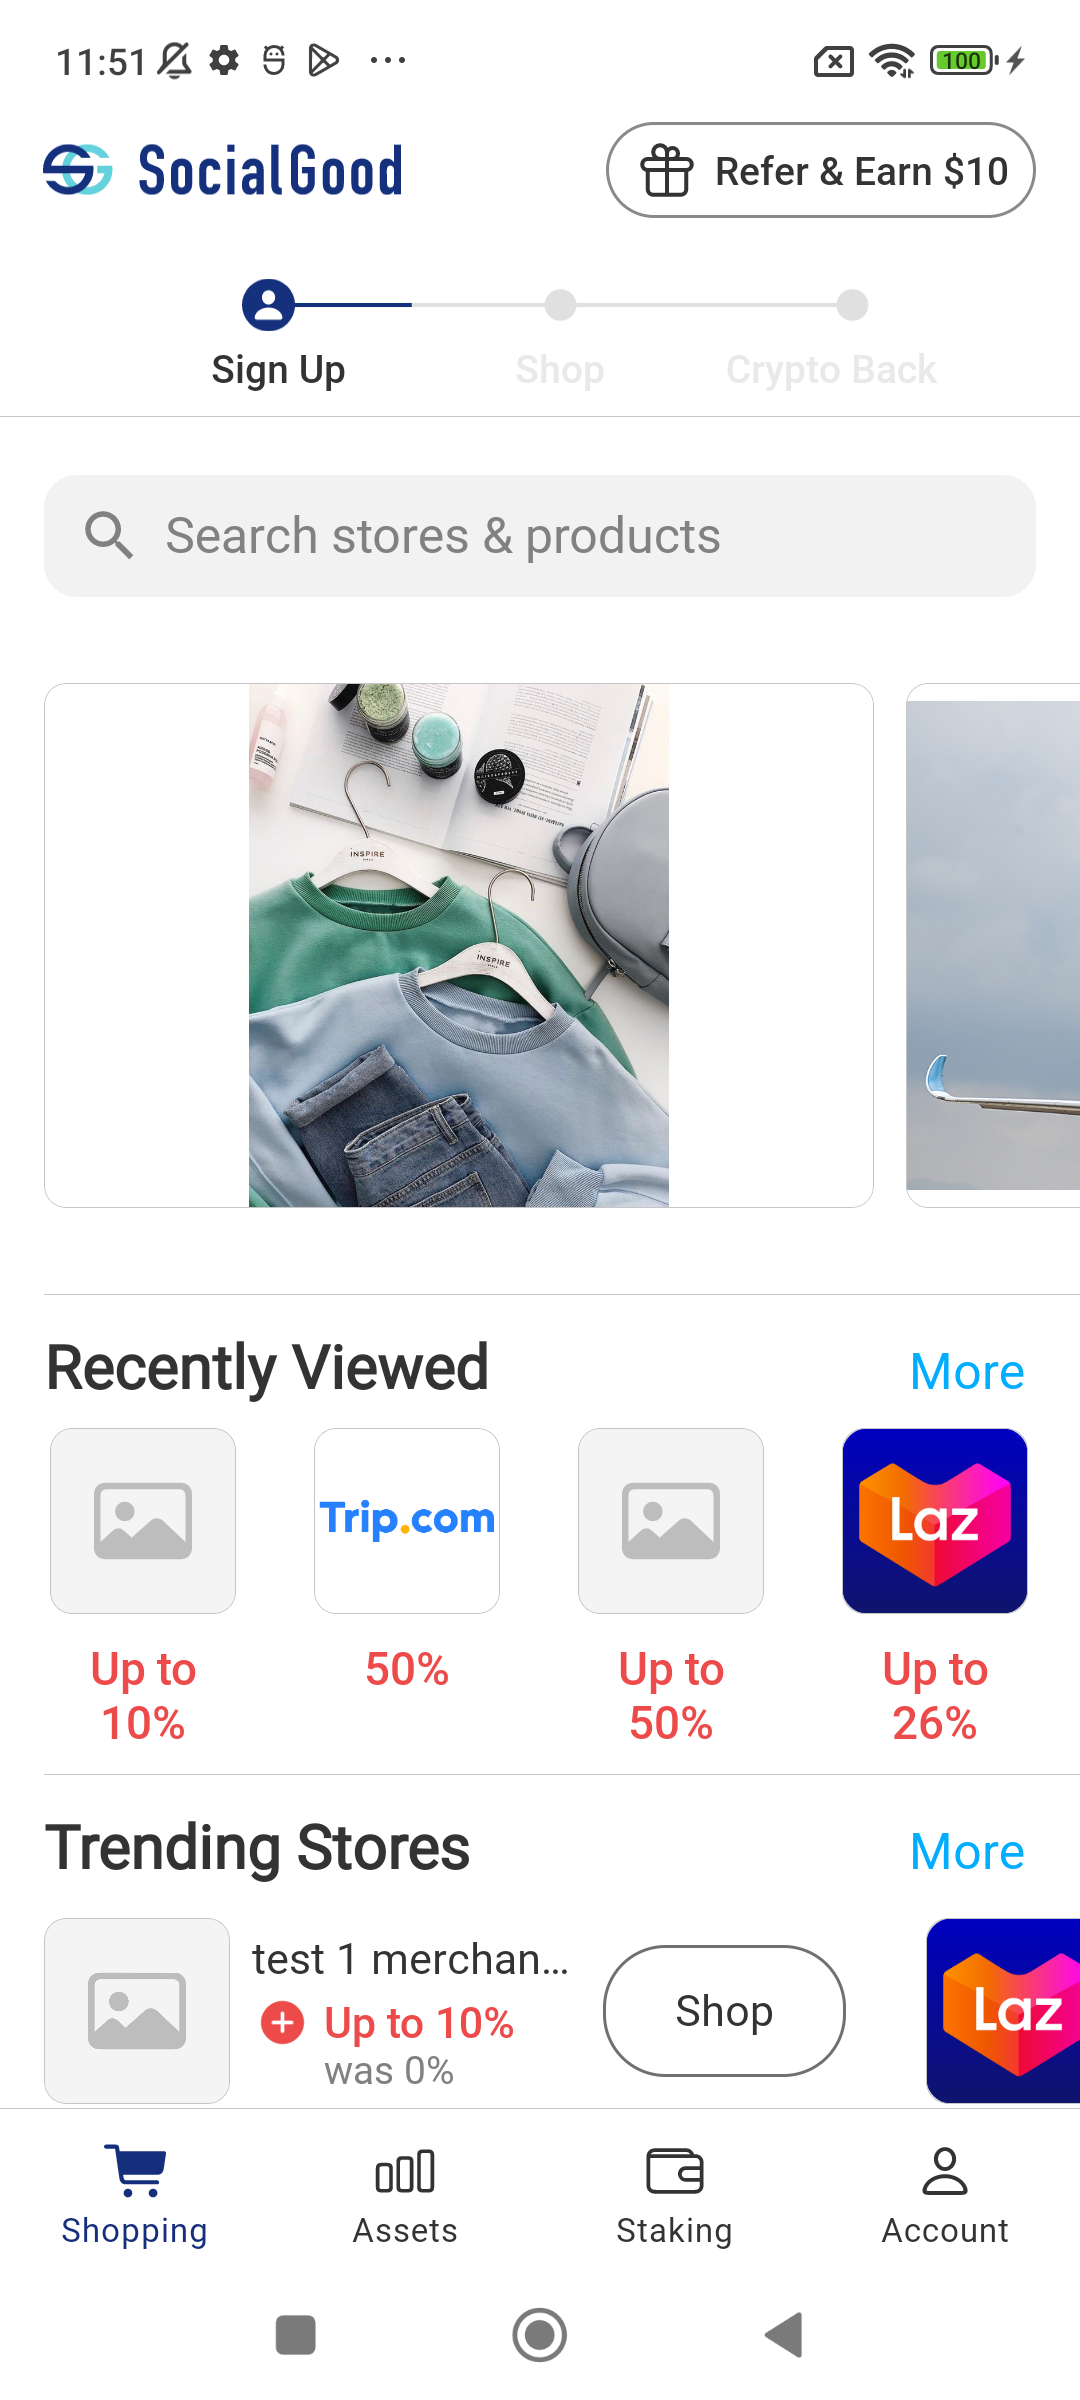 11:51
100
SocialGood
Refer & Earn $10
Sign Up
Shop
Crypto Back
Search stores & products
INSPIRE
INSPIRE
Recently Viewed
More
Trip.com
Laz
Up to
10%
50%
Up to
50%
Up to
26%
Trending Stores
More
test 1 merchan...
Up to 10%
was 0%
Shop
Laz
Shopping
Assets
Staking
Account